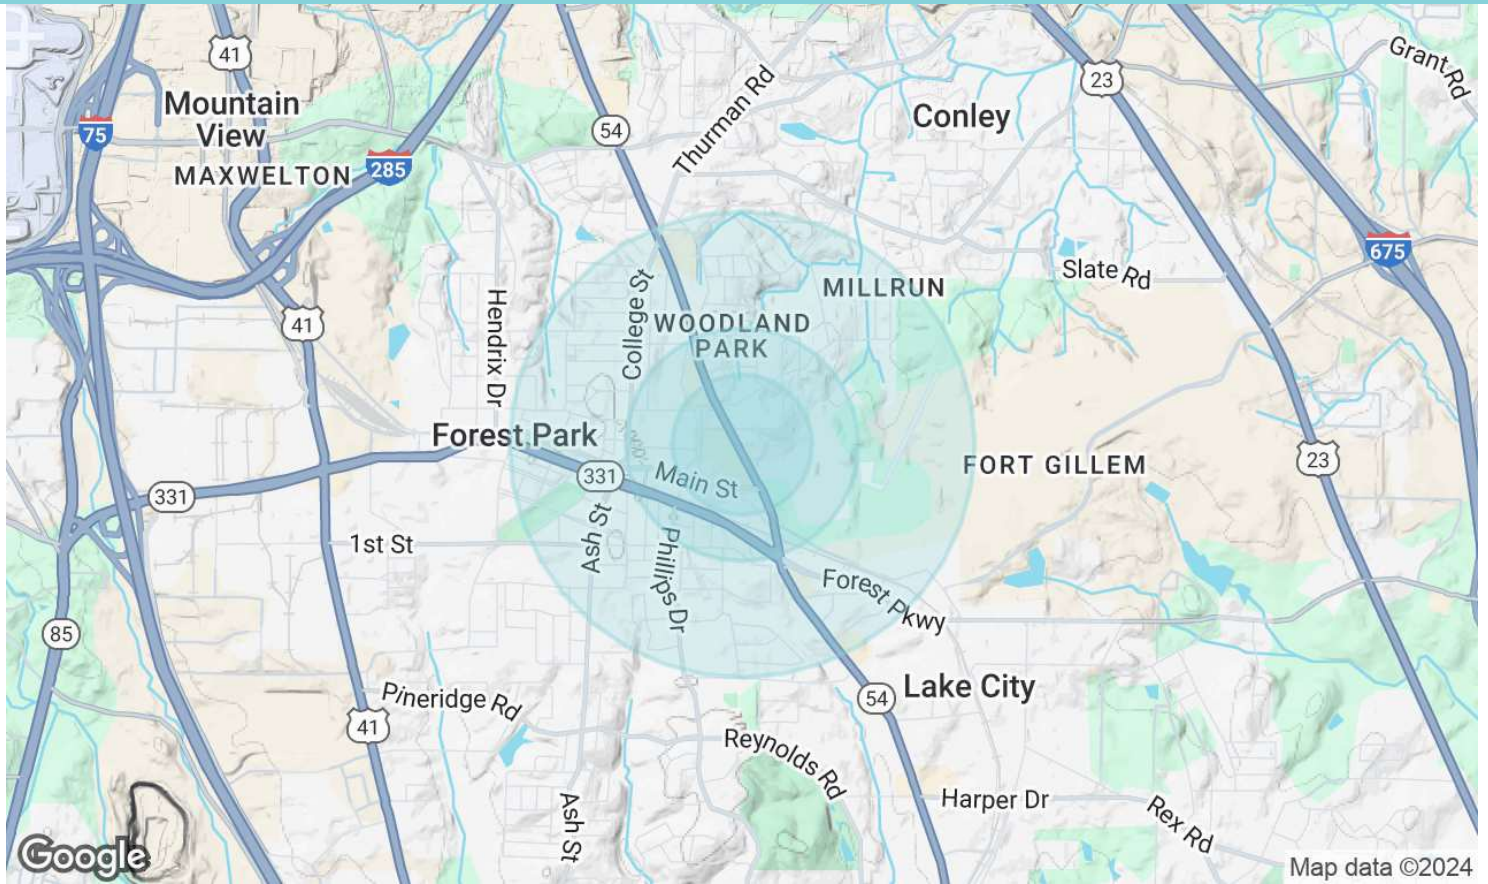 41
Grant Rd
23
Mountain
View
Thurman Rd
Conley
75
54
MAXWELTON
285
675
Slate Rd
College St
MILLRUN
Hendrix Dr
41
WOODLAND
PARK
Forest Park
331
Main St
FORT GILLEM
23
331
Ash St
1st St
Phillips Dr
Forest Pkwy
85
Pineridge Rd
54
Lake City
41
Reynolds Rd
Ash St
Harper Dr
Rex Rd
Google
Map data ©2024